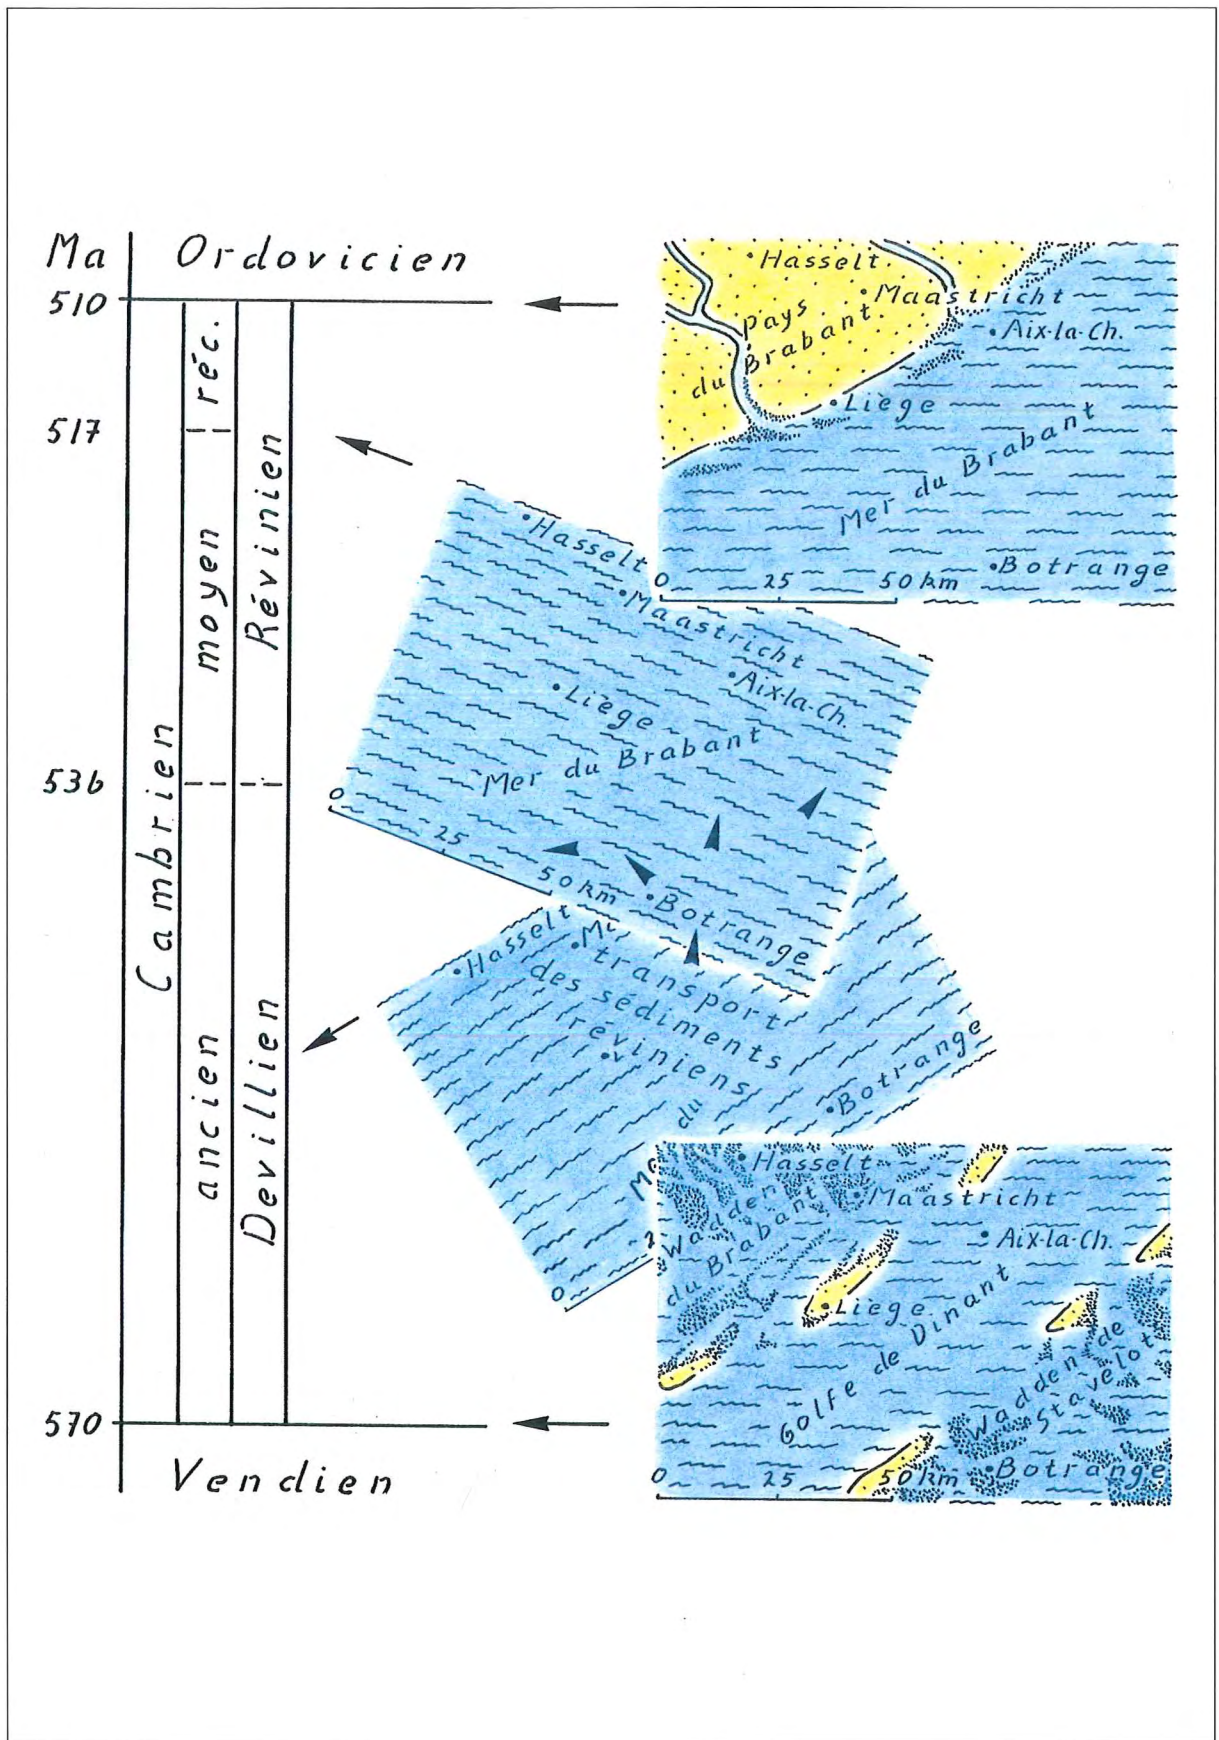 Ma
Ordovicien
510
517
536
570
Vendien
Cambrien
réc.
moyen
ancien
Révinien
Devillien
Hasselt
Maastricht
Aix-la-Ch.
Pays
du Brabant
Liège
Mer du Brabant
Botrange
0 25 50 km
Hasselt
Maastricht
Aix-la-Ch.
Liège
Mer du Brabant
0 25 50 km
Botrange
Hasselt
transport
des sédiments
réviniens
du
Botrange
0
Hasselt
Maastricht
Wadden
du Brabant
Aix-la-Ch.
Liège
Golfe de Dinant
Wadden de
Stavelot
Botrange
0 25 50 km